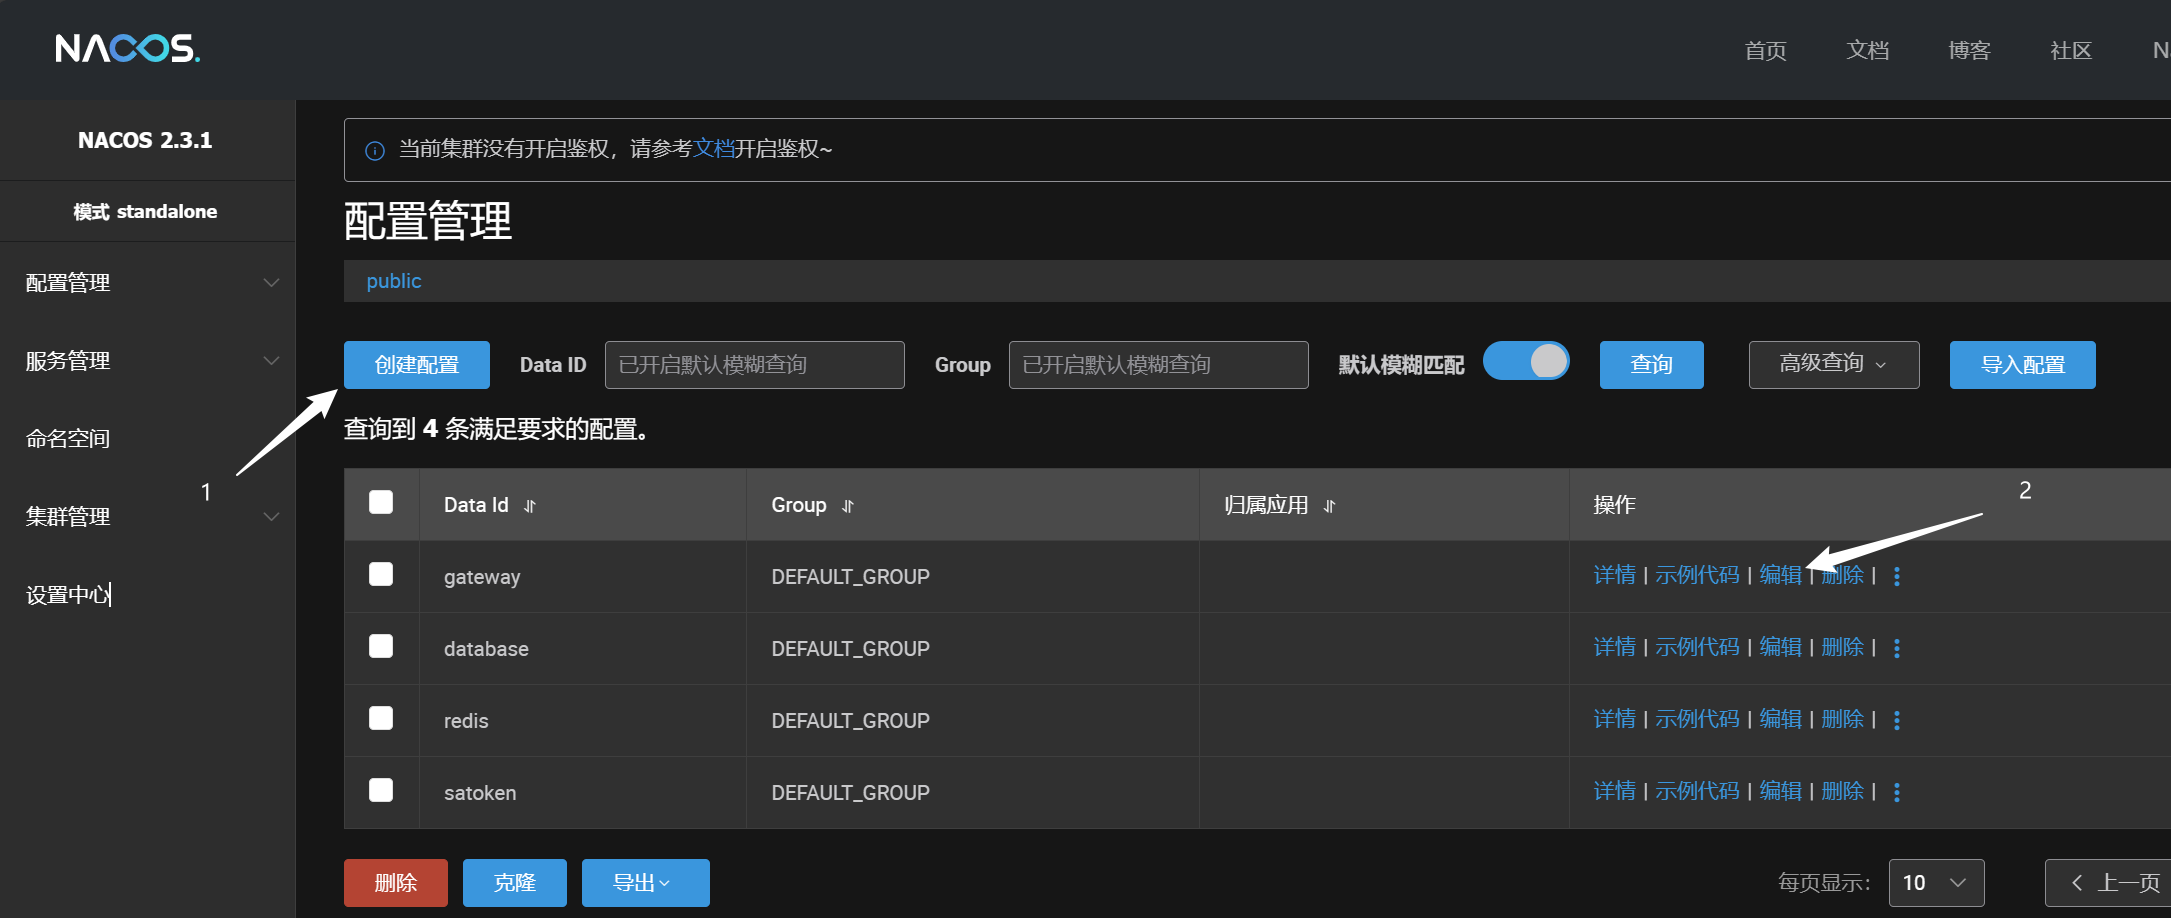 NACOS.
首页 文档 博客 社区
NACOS 2.3.1
模式 standalone
配置管理
服务管理
命名空间
集群管理
设置中心
当前集群没有开启鉴权，请参考文档开启鉴权~
配置管理
public
创建配置 Data ID 已开启默认模糊查询 Group 已开启默认模糊查询 默认模糊匹配 查询 高级查询 导入配置
1
查询到 4 条满足要求的配置。
2
Data Id Group 归属应用 操作
gateway DEFAULT_GROUP 详情 | 示例代码 | 编辑 | 删除 |
database DEFAULT_GROUP 详情 | 示例代码 | 编辑 | 删除 |
redis DEFAULT_GROUP 详情 | 示例代码 | 编辑 | 删除 |
satoken DEFAULT_GROUP 详情 | 示例代码 | 编辑 | 删除 |
删除 克隆 导出 每页显示： 10 上一页